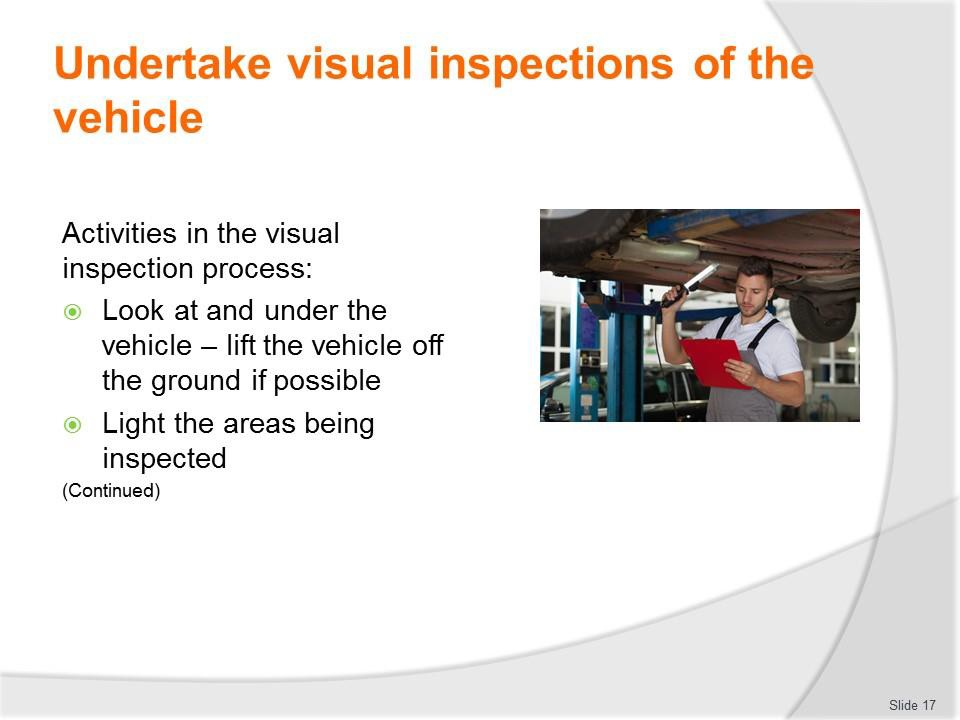 Undertake visual inspections of the
vehicle
Activities in the visual
inspection process:
Look at and under the
vehicle – lift the vehicle off
the ground if possible
Light the areas being
inspected
(Continued)
Slide 17